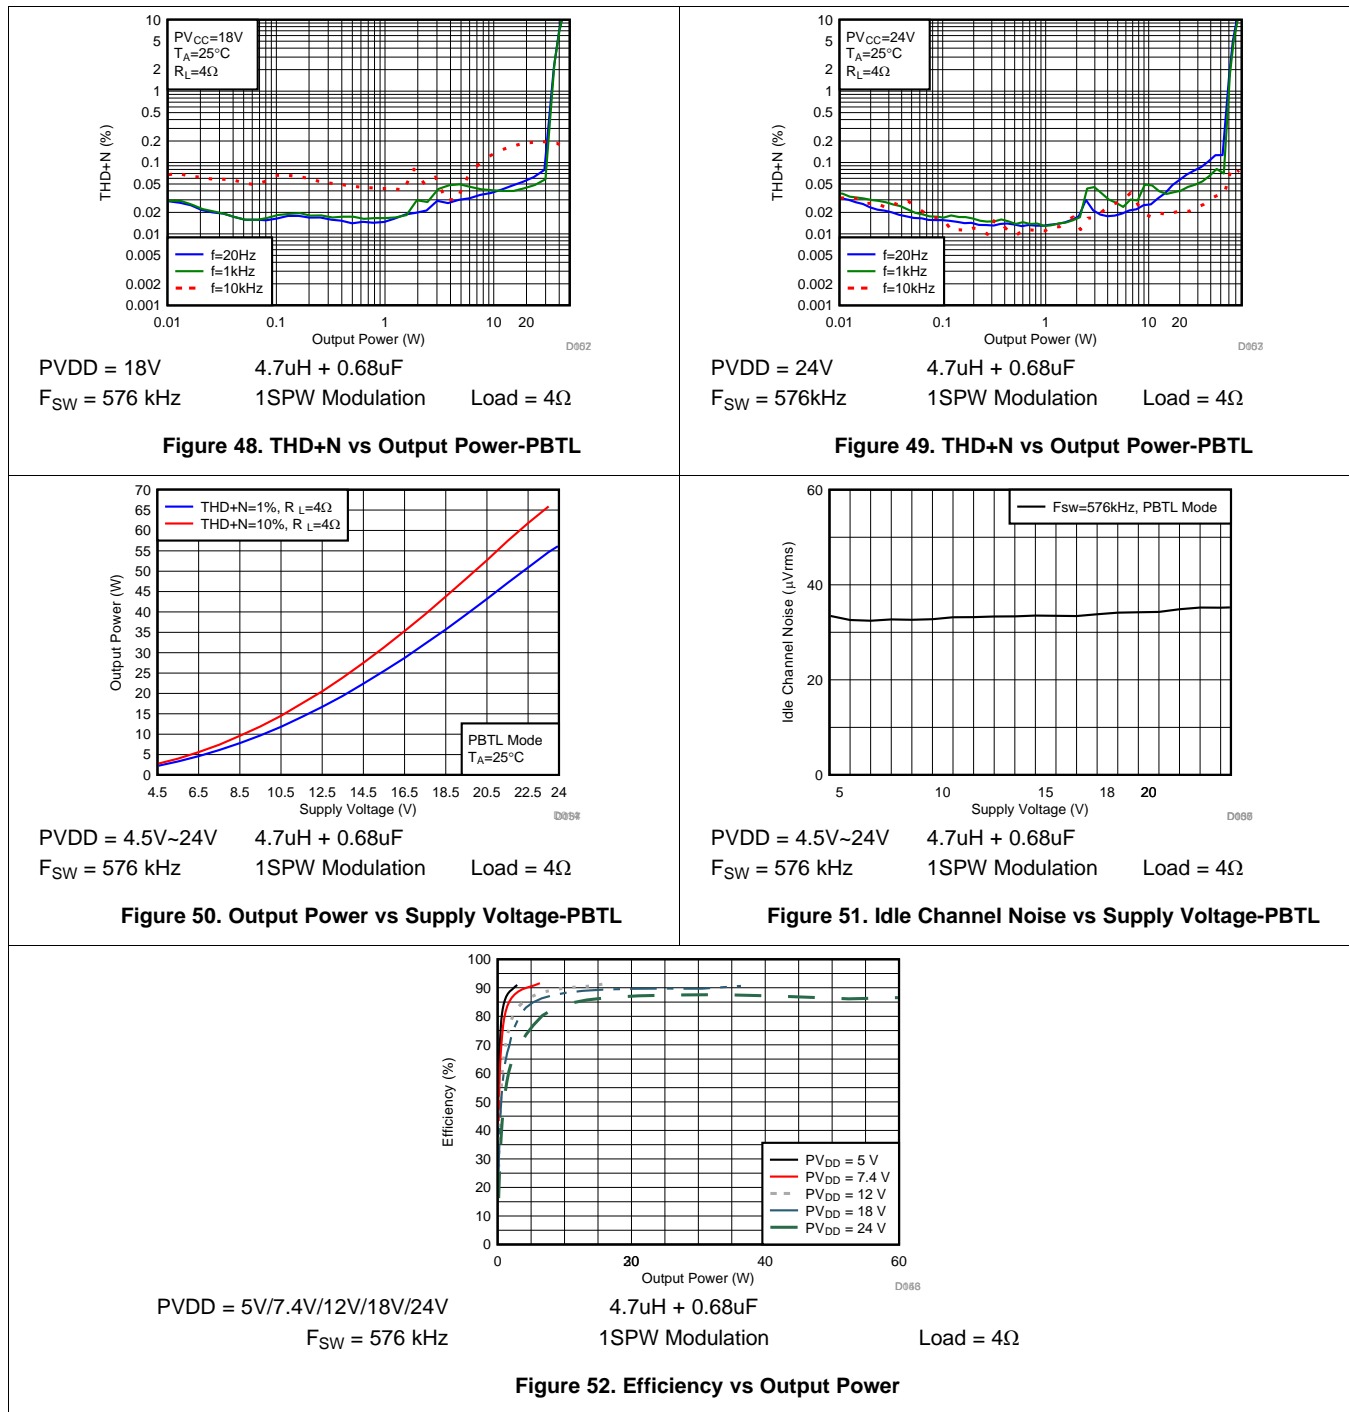 10
5
2
1
0.5
0.2
0.1
0.05
0.02
0.01
0.005
0.002
0.001
THD+N (%)
PVCC=18V
TA=25°C
RL=4Ω
f=20Hz
f=1kHz
f=10kHz
0.01 0.1 1 10 20
Output Power (W)
PVDD = 18V 4.7uH + 0.68uF
FSW = 576 kHz 1SPW Modulation Load = 4Ω
Figure 48. THD+N vs Output Power-PBTL
10
5
2
1
0.5
0.2
0.1
0.05
0.02
0.01
0.005
0.002
0.001
THD+N (%)
PVCC=24V
TA=25°C
RL=4Ω
f=20Hz
f=1kHz
f=10kHz
0.01 0.1 1 10 20
Output Power (W)
PVDD = 24V 4.7uH + 0.68uF
FSW = 576kHz 1SPW Modulation Load = 4Ω
Figure 49. THD+N vs Output Power-PBTL
70
65
60
55
50
45
40
35
30
25
20
15
10
5
0
Output Power (W)
THD+N=1%, R L=4Ω
THD+N=10%, R L=4Ω
PBTL Mode
TA=25°C
4.5 6.5 8.5 10.5 12.5 14.5 16.5 18.5 20.5 22.5 24
Supply Voltage (V)
PVDD = 4.5V~24V 4.7uH + 0.68uF
FSW = 576 kHz 1SPW Modulation Load = 4Ω
Figure 50. Output Power vs Supply Voltage-PBTL
60
40
20
0
Idle Channel Noise (µVrms)
Fsw=576kHz, PBTL Mode
5 10 15 18 20
Supply Voltage (V)
PVDD = 4.5V~24V 4.7uH + 0.68uF
FSW = 576 kHz 1SPW Modulation Load = 4Ω
Figure 51. Idle Channel Noise vs Supply Voltage-PBTL
100
90
80
70
60
50
40
30
20
10
0
Efficiency (%)
PVDD = 5 V
PVDD = 7.4 V
PVDD = 12 V
PVDD = 18 V
PVDD = 24 V
0 40 60
Output Power (W)
PVDD = 5V/7.4V/12V/18V/24V 4.7uH + 0.68uF
FSW = 576 kHz 1SPW Modulation Load = 4Ω
Figure 52. Efficiency vs Output Power